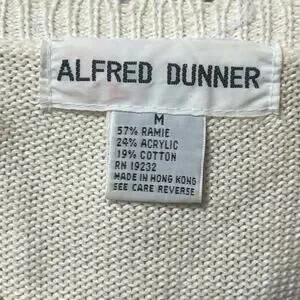 ALFRED DUNNER
M
57% RAMIE
24% ACRYLIC
19% COTTON
RN 19232
MADE IN HONG KONG
SEE CARE REVERSE